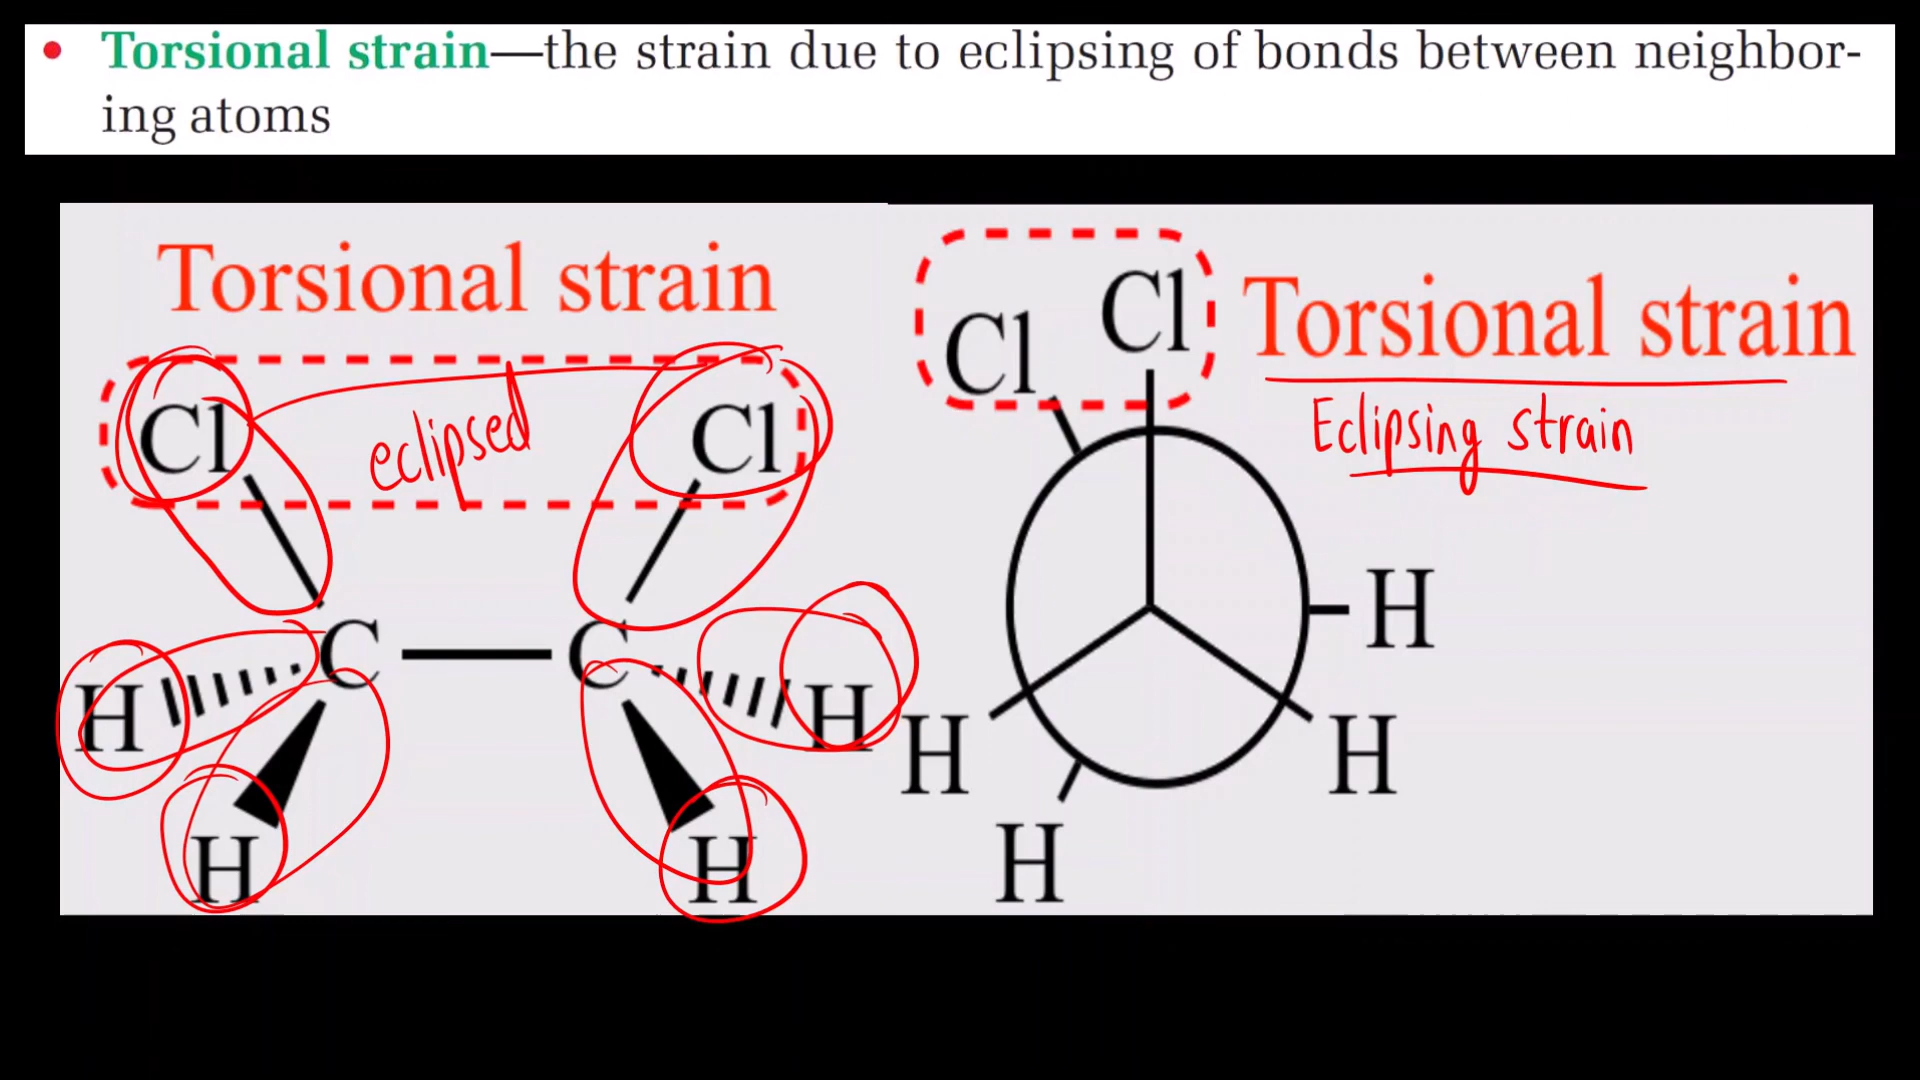 • Torsional strain—the strain due to eclipsing of bonds between neighbor-
ing atoms
Torsional strain
Cl eclipsed Cl
C C
H H
H H
Cl Cl Torsional strain
Eclipsing strain
H
H H
H